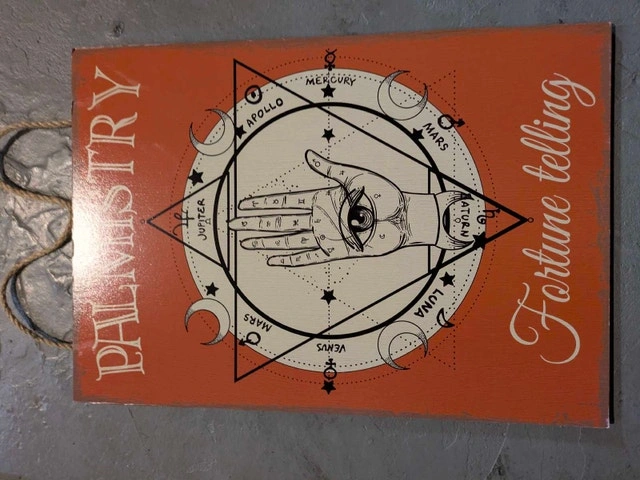 PALMISTRY
JUPITER
MARS
APOLLO
VENUS
MERCURY
LUNA
MARS
SATURN
Fortune telling